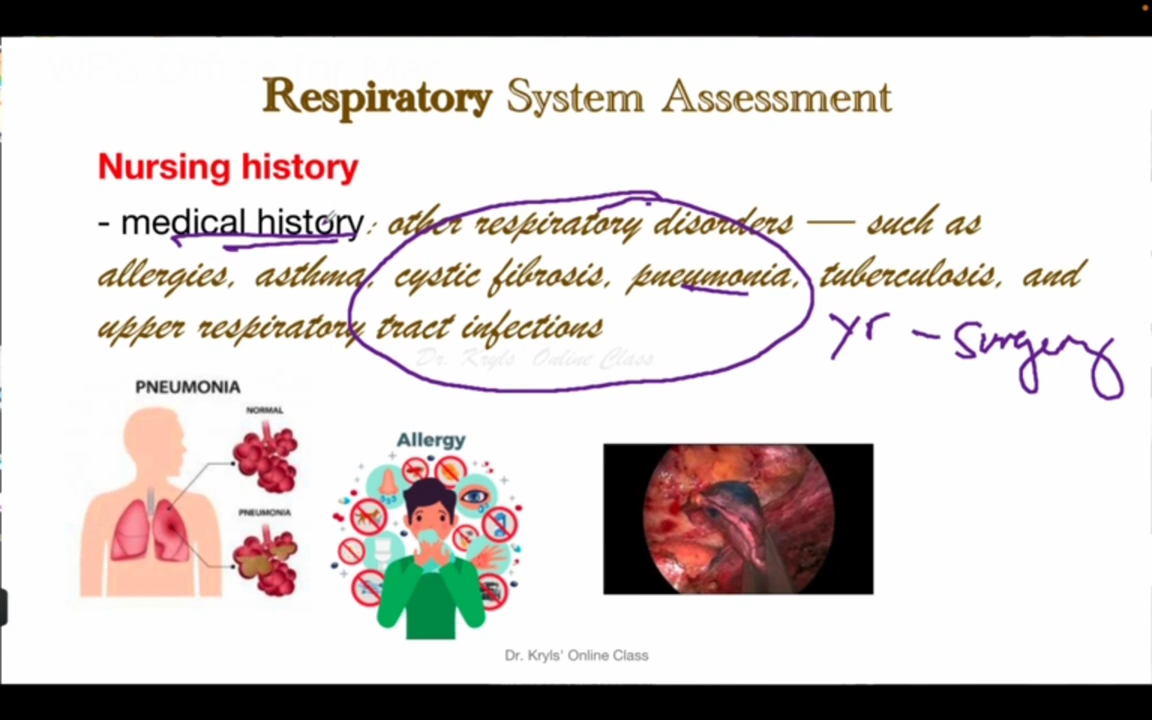 Respiratory System Assessment
Nursing history
- medical history: other respiratory disorders — such as
allergies, asthma, cystic fibrosis, pneumonia, tuberculosis, and
upper respiratory tract infections
yr - Surgery
Dr. Kryls Online Class
PNEUMONIA
NORMAL
PNEUMONIA
Allergy
Dr. Kryls' Online Class